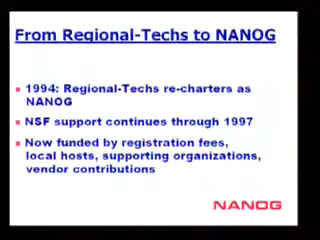 From Regional-Techs to NANOG
1994: Regional-Techs re-charters as
NANOG
NSF support continues through 1997
Now funded by registration fees,
local hosts, supporting organizations,
vendor contributions
NANOG